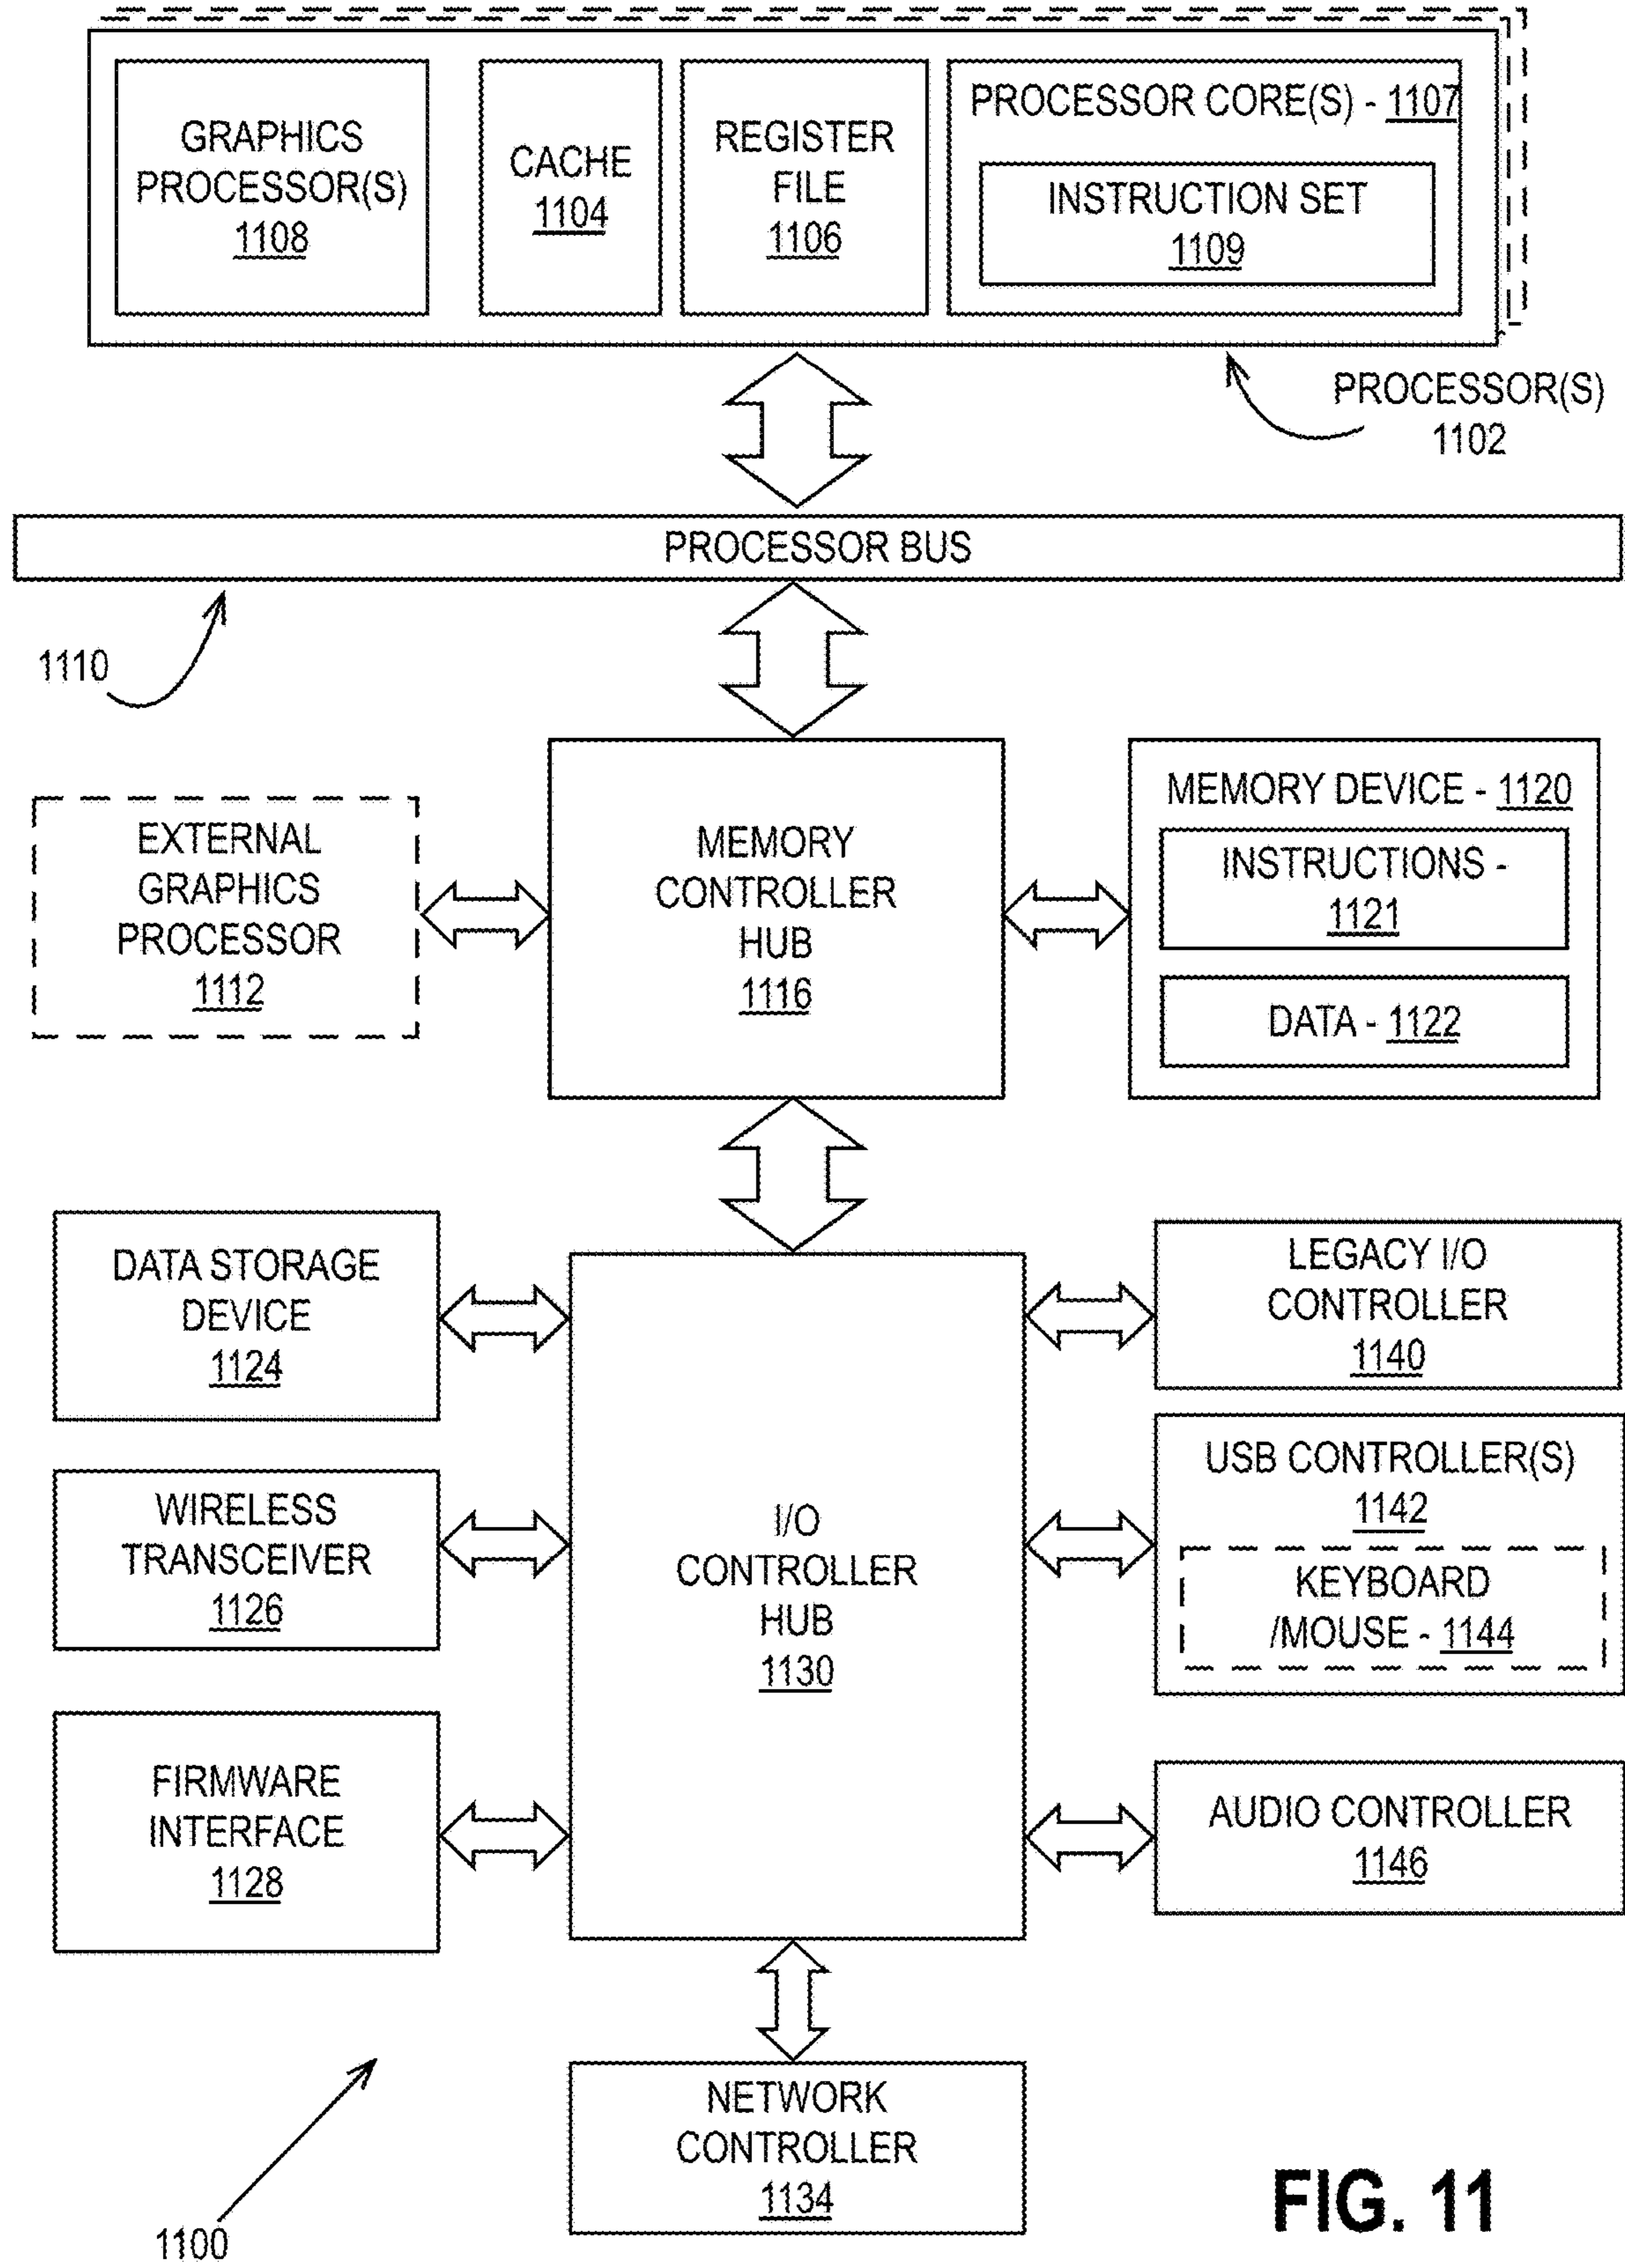 GRAPHICS
PROCESSOR(S)
1108
CACHE
1104
REGISTER
FILE
1106
PROCESSOR CORE(S) - 1107
INSTRUCTION SET
1109
PROCESSOR(S)
1102
PROCESSOR BUS
1110
EXTERNAL
GRAPHICS
PROCESSOR
1112
MEMORY
CONTROLLER
HUB
1116
MEMORY DEVICE - 1120
INSTRUCTIONS -
1121
DATA - 1122
DATA STORAGE
DEVICE
1124
WIRELESS
TRANSCEIVER
1126
FIRMWARE
INTERFACE
1128
I/O
CONTROLLER
HUB
1130
LEGACY I/O
CONTROLLER
1140
USB CONTROLLER(S)
1142
KEYBOARD
/MOUSE - 1144
AUDIO CONTROLLER
1146
NETWORK
CONTROLLER
1134
1100
FIG. 11